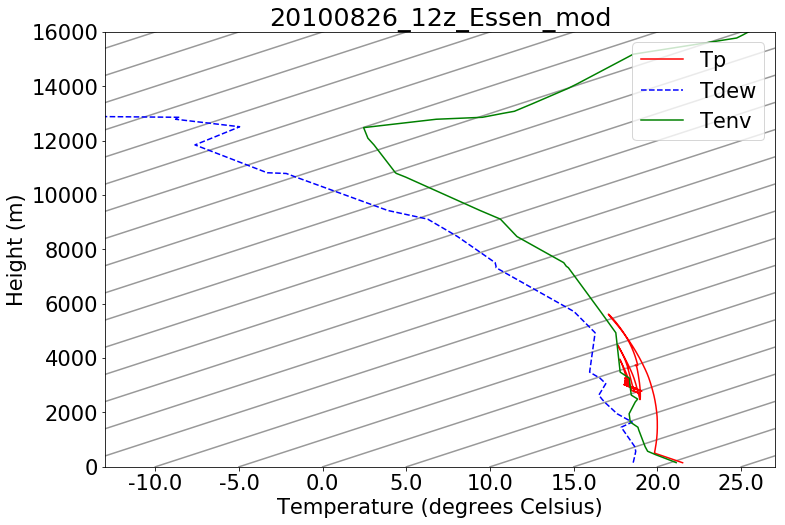 20100826_12z_Essen_mod
16000
14000
12000
10000
8000
6000
4000
2000
0
Height (m)
Tp
Tdew
Tenv
-10.0 -5.0 0.0 5.0 10.0 15.0 20.0 25.0
Temperature (degrees Celsius)